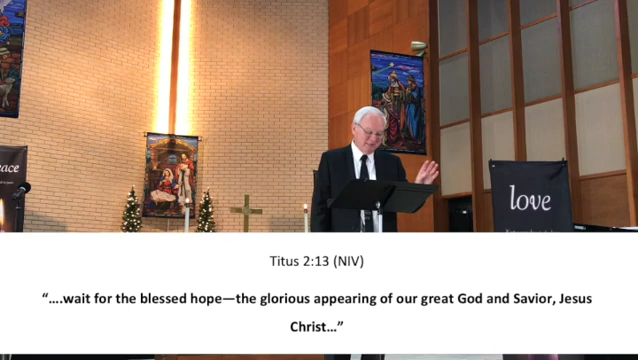 peace
love
Titus 2:13 (NIV)
“....wait for the blessed hope—the glorious appearing of our great God and Savior, Jesus
Christ…”